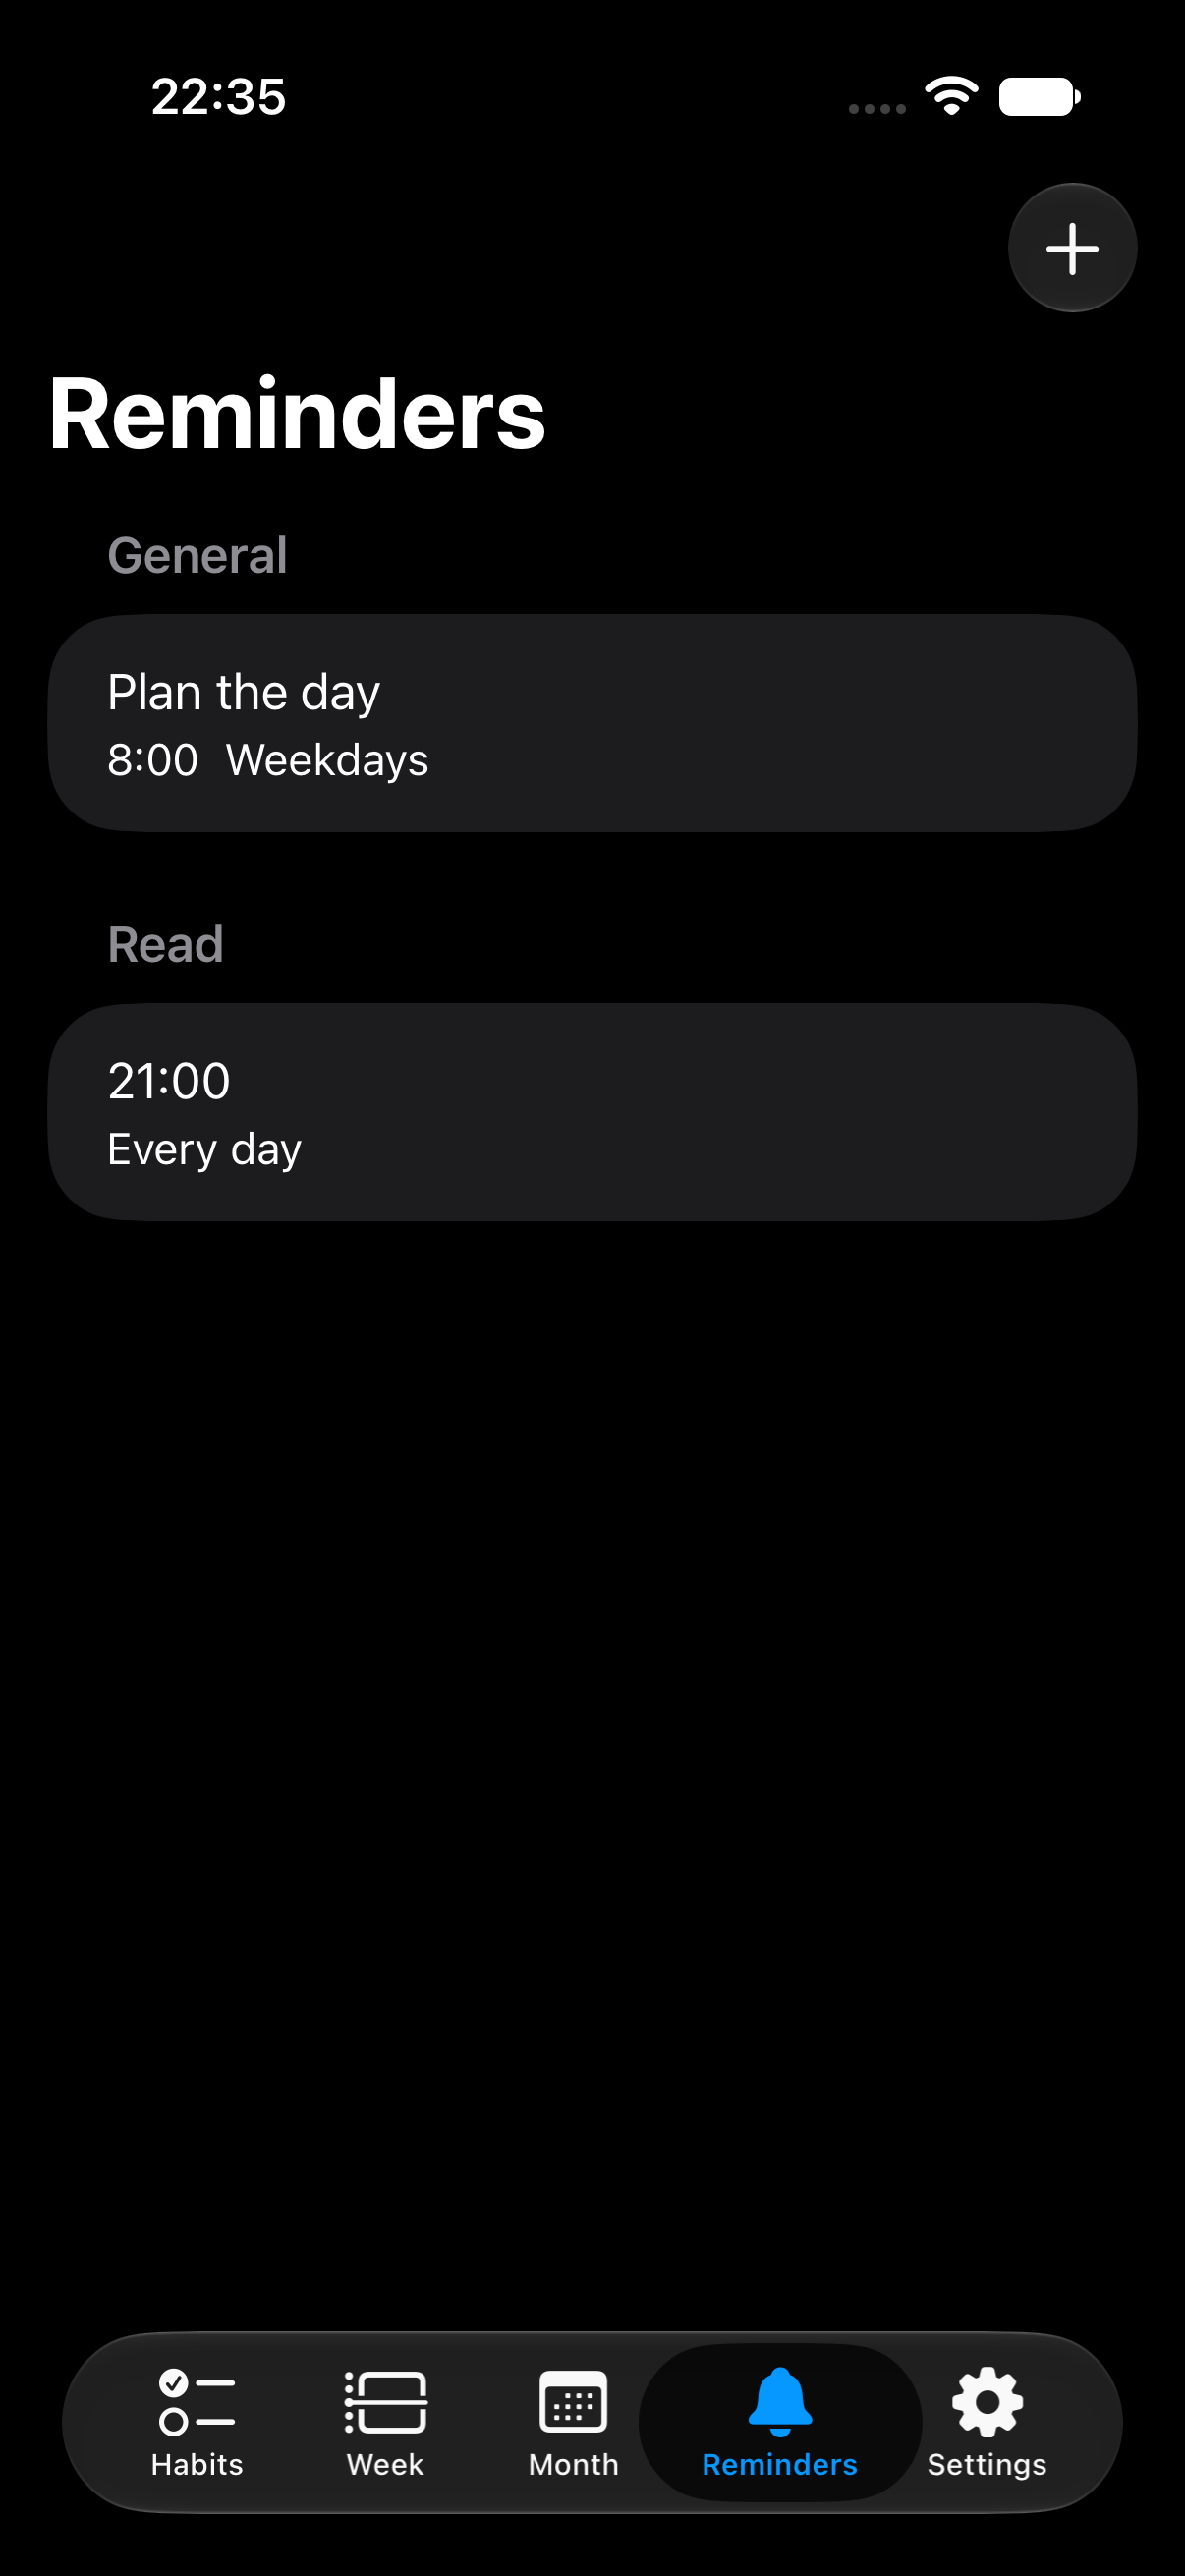 22:35
Reminders
General
Plan the day
8:00 Weekdays
Read
21:00
Every day
Habits
Week
Month
Reminders
Settings